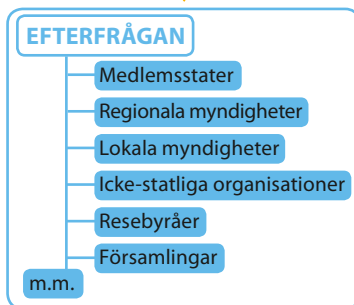 EFTERFRÅGAN
Medlemsstater
Regionala myndigheter
Lokala myndigheter
Icke-statliga organisationer
Resebyråer
Församlingar
m.m.